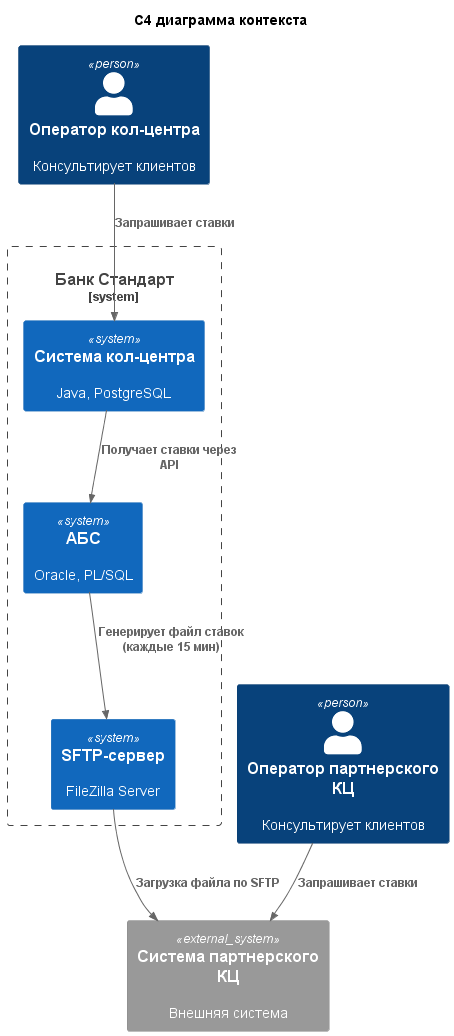 C4 диаграмма контекста
«person»
Оператор кол-центра
Консультирует клиентов
Запрашивает ставки
Банк Стандарт
[system]
«system»
Система кол-центра
Java, PostgreSQL
Получает ставки через
API
«system»
АБС
Oracle, PL/SQL
Генерирует файл ставок
(каждые 15 мин)
«system»
SFTP-сервер
FileZilla Server
«person»
Оператор партнерского
КЦ
Консультирует клиентов
Загрузка файла по SFTP
Запрашивает ставки
«external_system»
Система партнерского
КЦ
Внешняя система